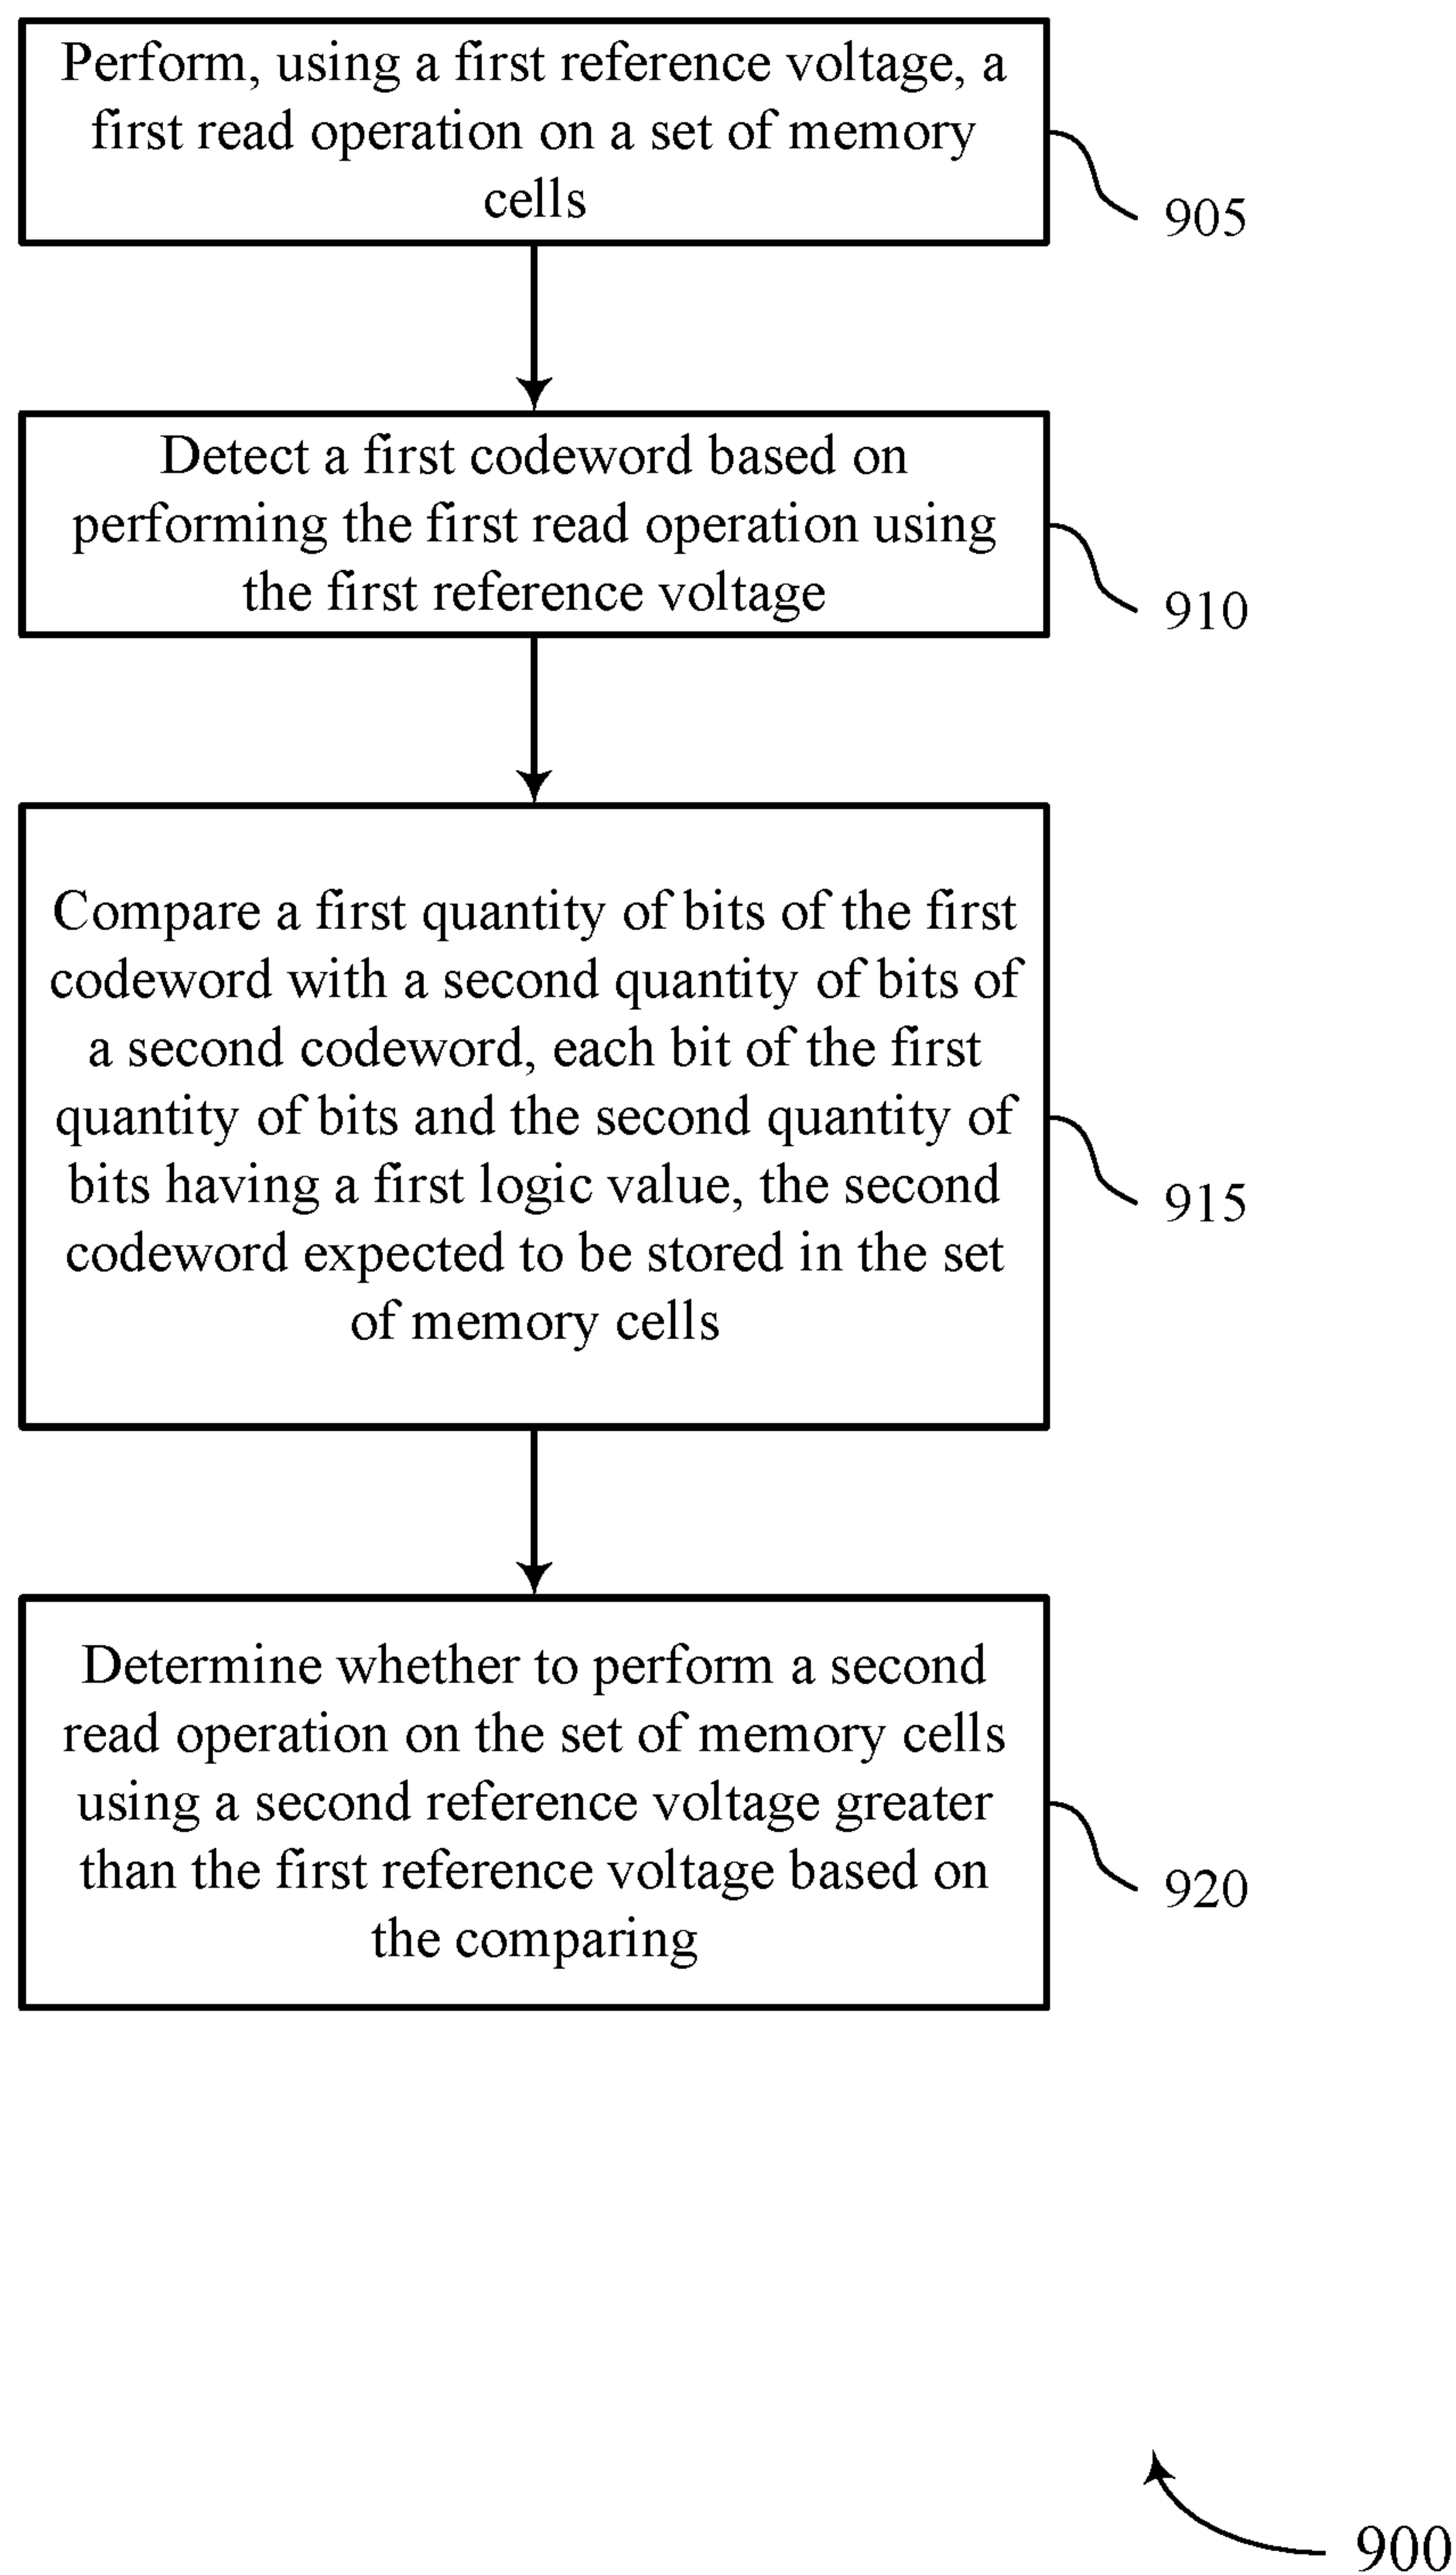 Perform, using a first reference voltage, a
first read operation on a set of memory
cells
905
Detect a first codeword based on
performing the first read operation using
the first reference voltage
910
Compare a first quantity of bits of the first
codeword with a second quantity of bits of
a second codeword, each bit of the first
quantity of bits and the second quantity of
bits having a first logic value, the second
codeword expected to be stored in the set
of memory cells
915
Determine whether to perform a second
read operation on the set of memory cells
using a second reference voltage greater
than the first reference voltage based on
the comparing
920
900